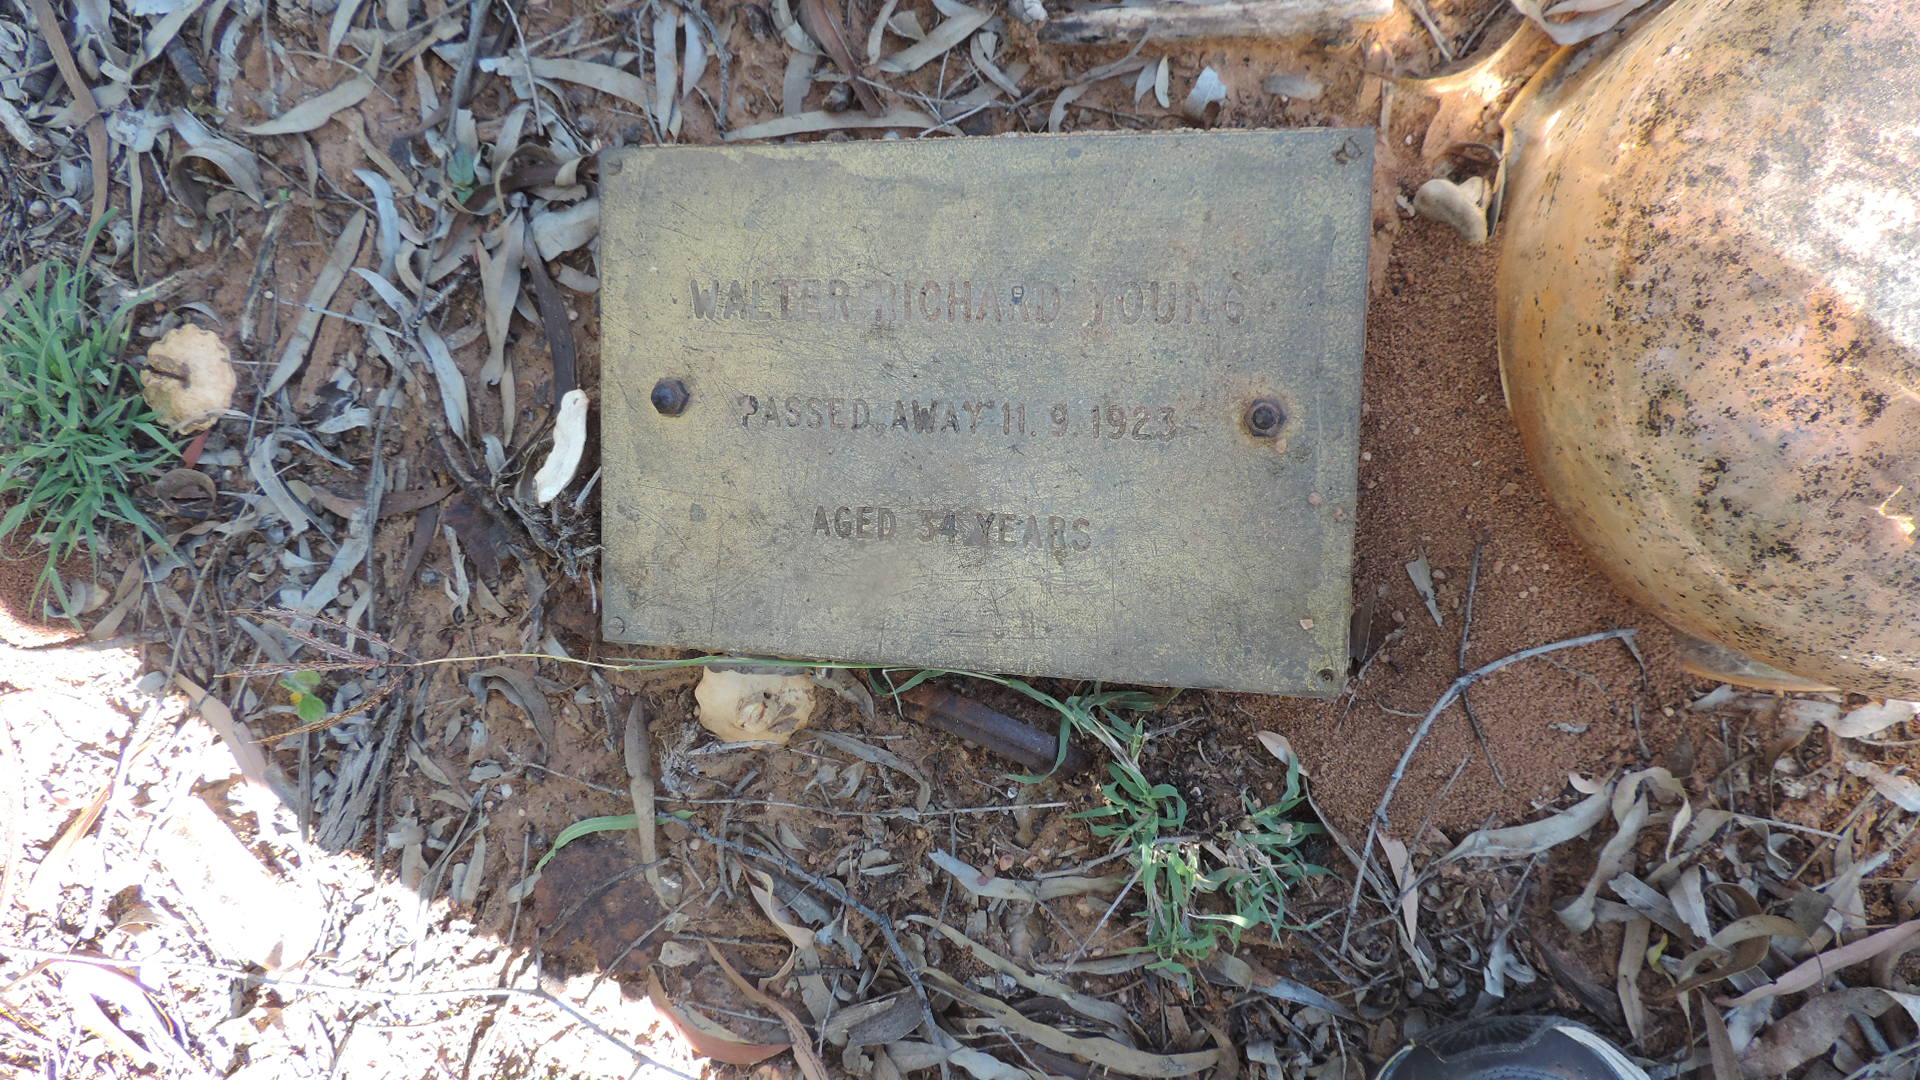 WALTER RICHARD YOUNG
PASSED AWAY 11.9.1923
AGED 34 YEARS